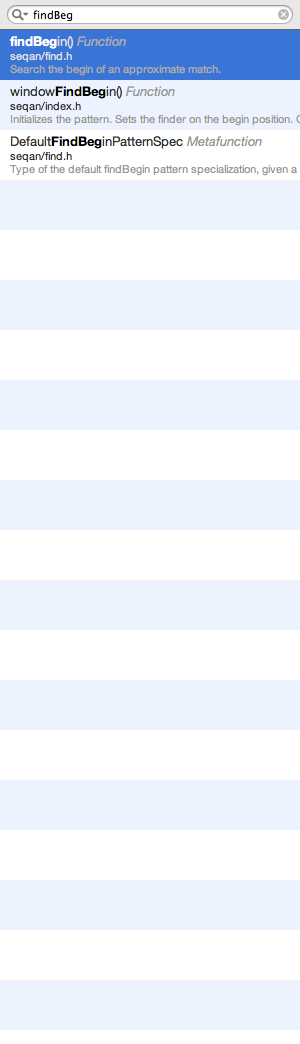 findBeg
findBegin() Function
seqan/find.h
Search the begin of an approximate match.
windowFindBegin() Function
seqan/index.h
Initializes the pattern. Sets the finder on the begin position.
DefaultFindBeginPatternSpec Metafunction
seqan/find.h
Type of the default findBegin pattern specialization, given a